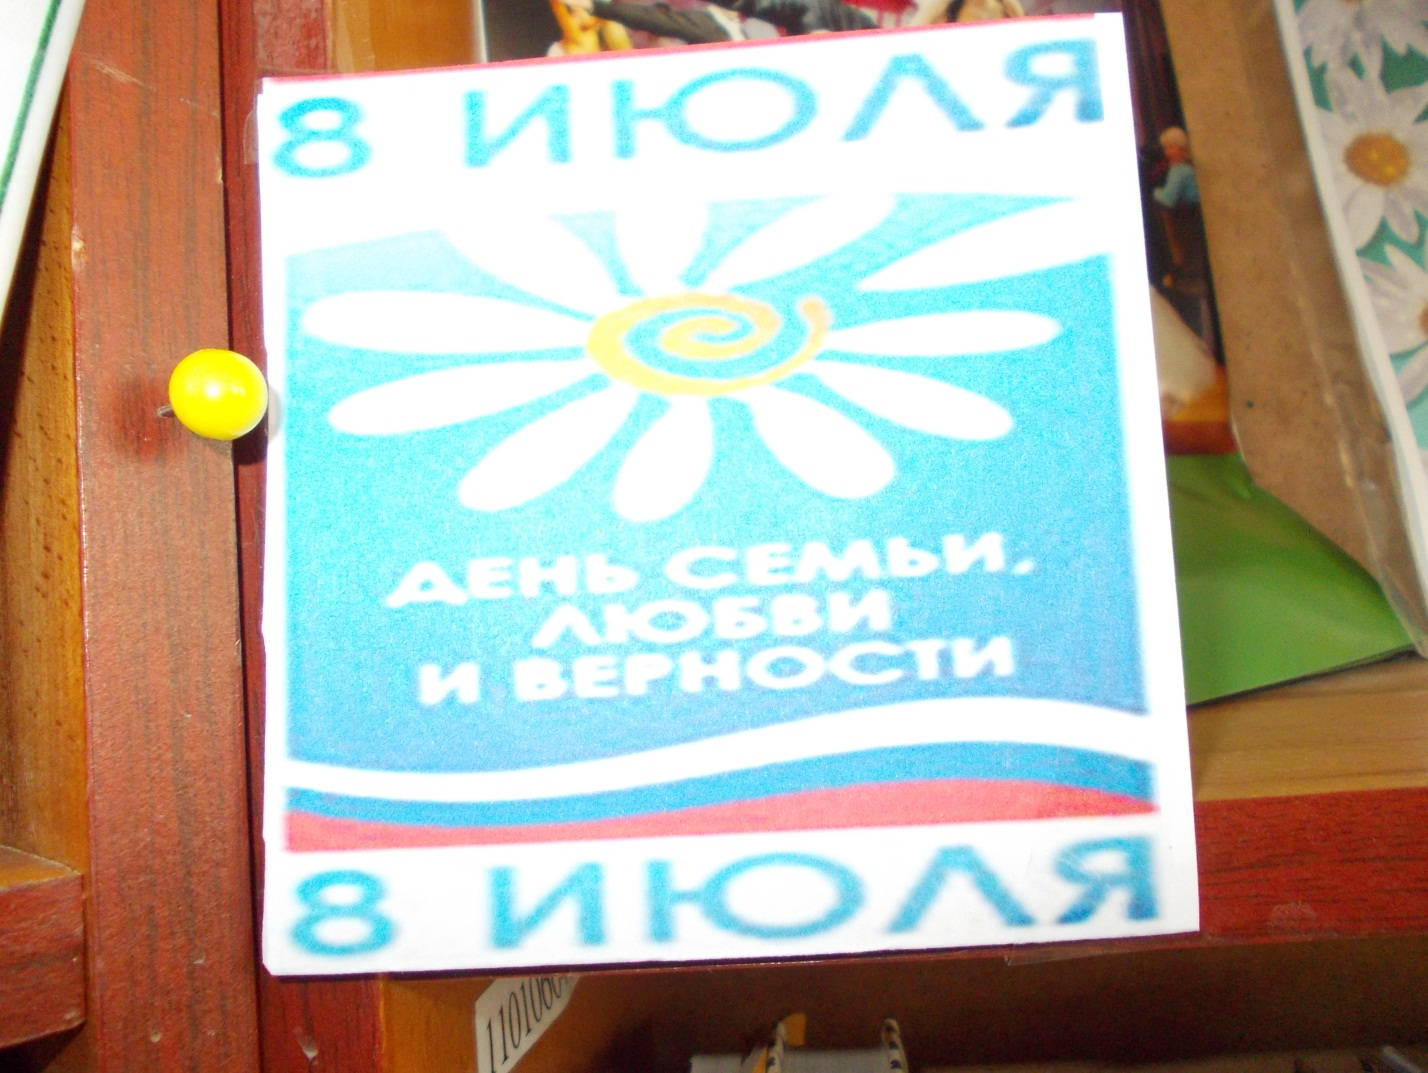 8 ИЮЛЯ
ДЕНЬ СЕМЬИ,
ЛЮБВИ
И ВЕРНОСТИ
8 ИЮЛЯ